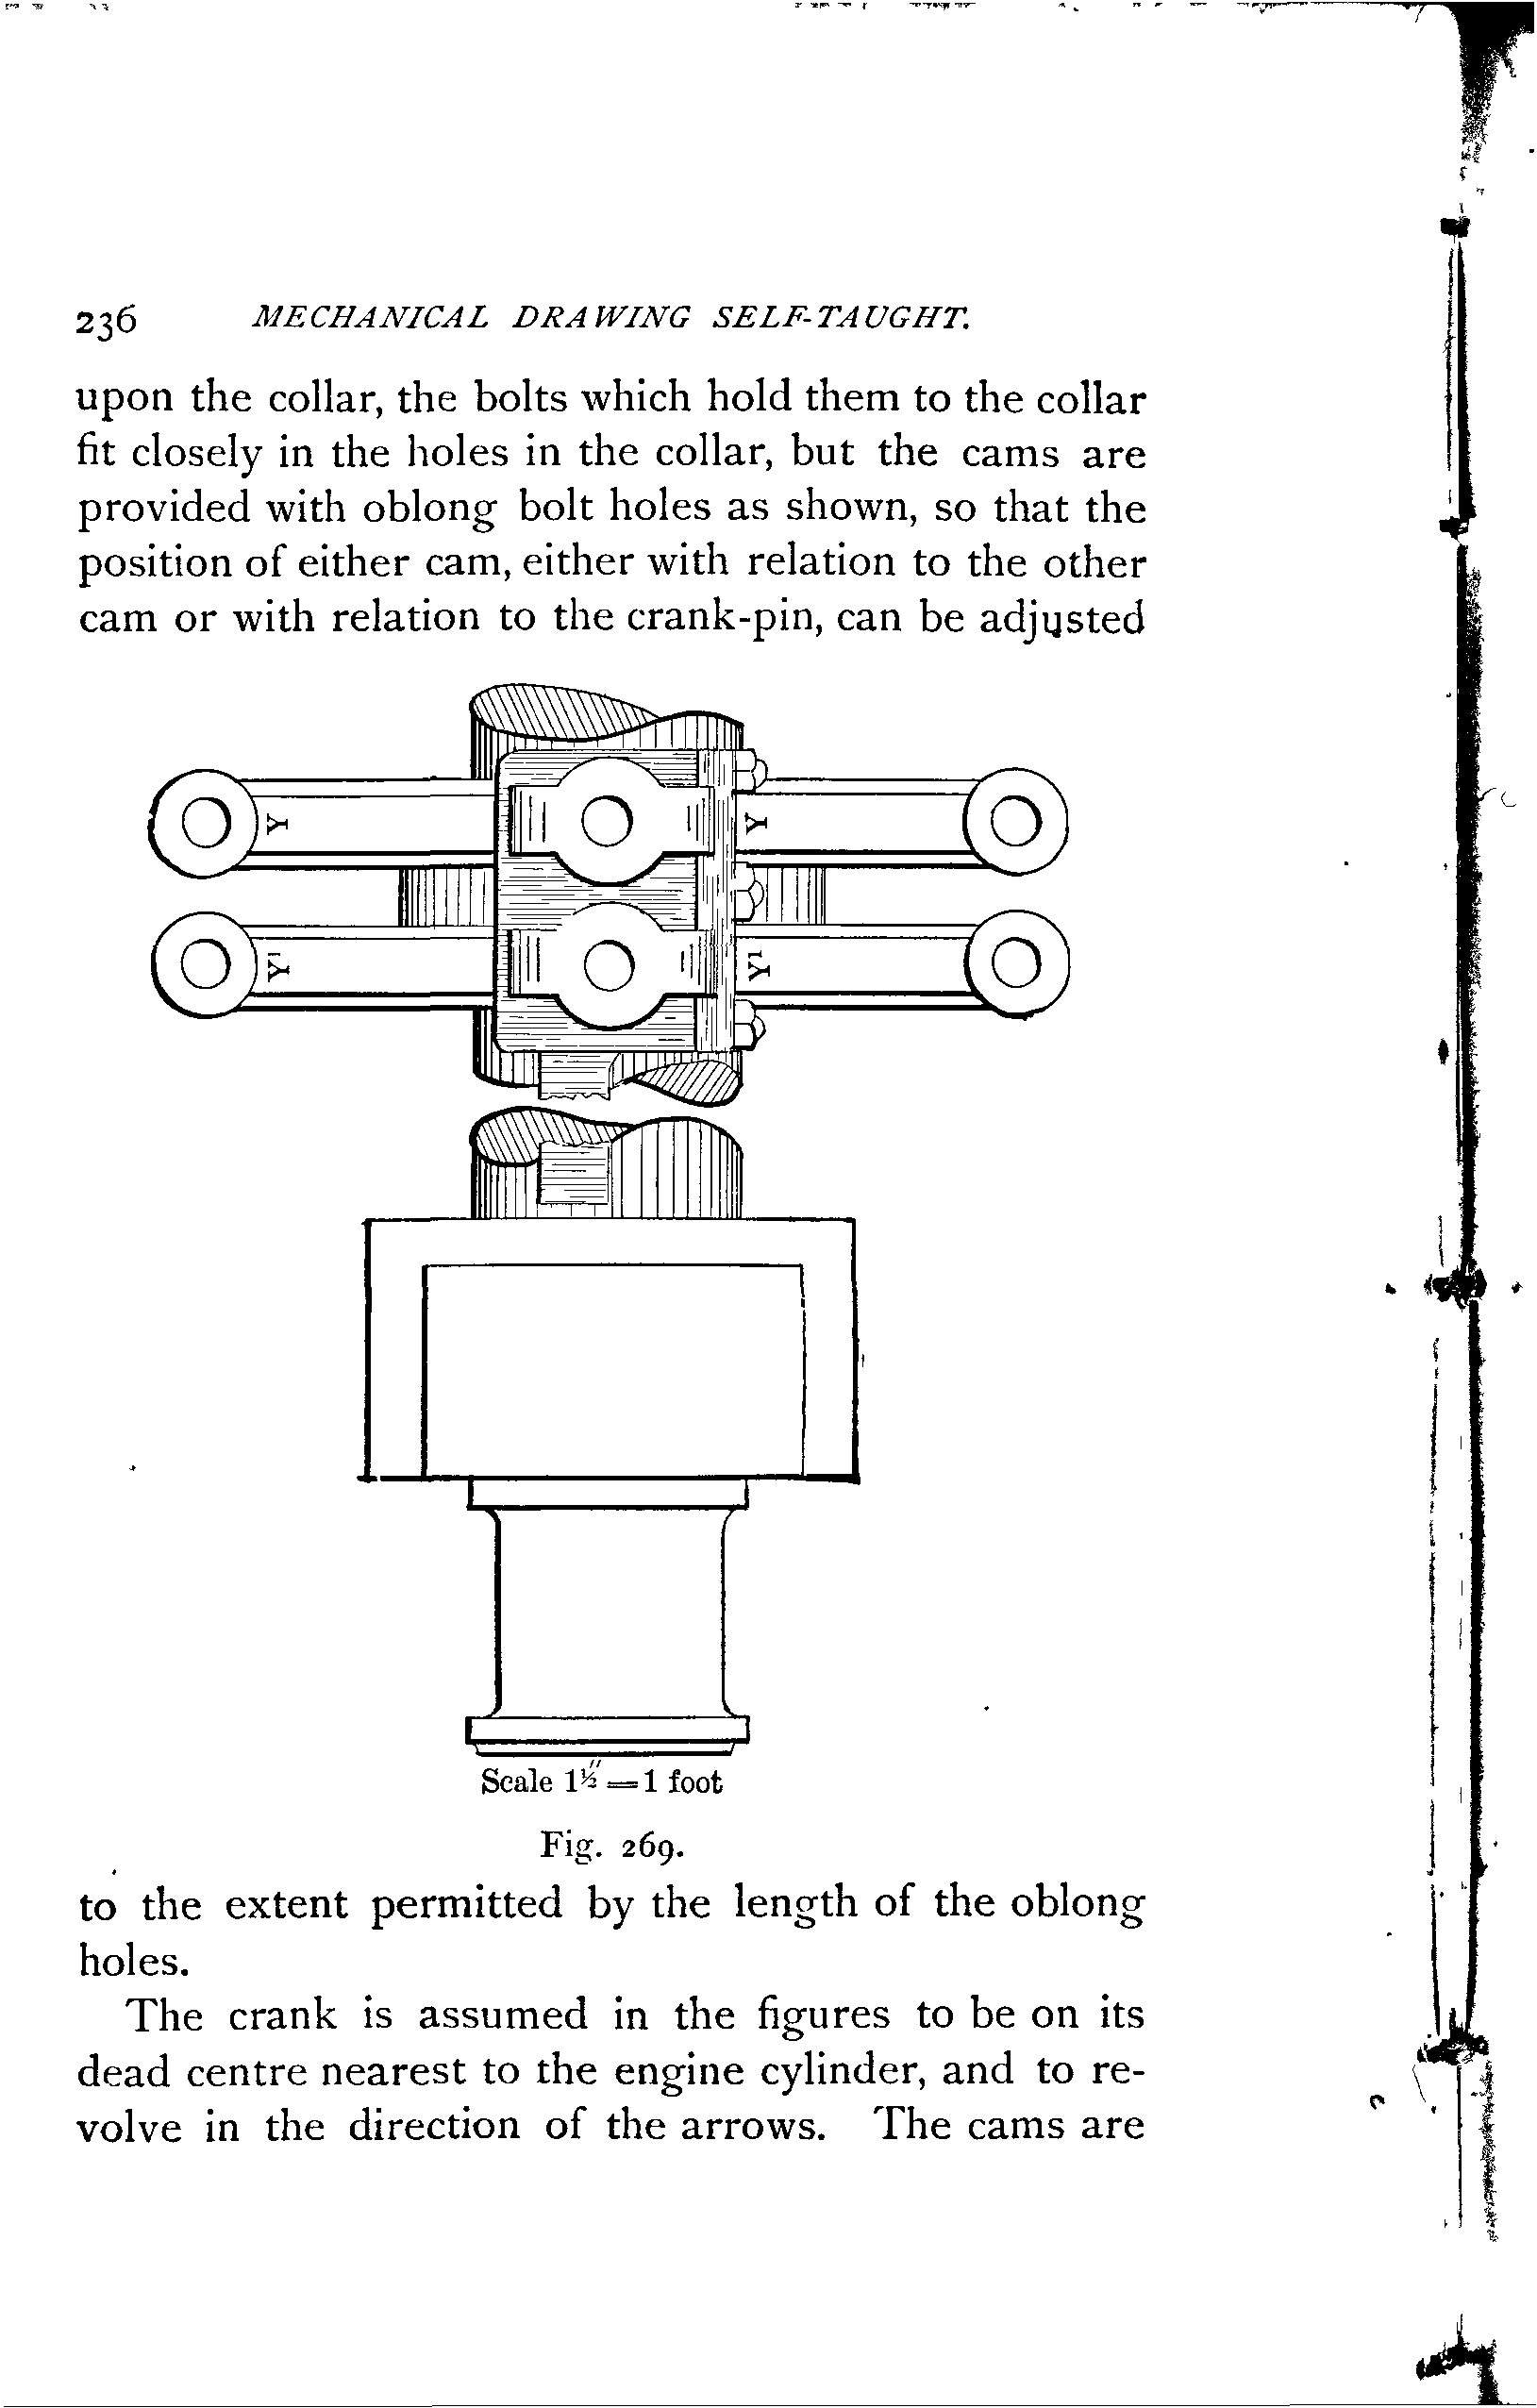 236 MECHANICAL DRAWING SELF-TAUGHT.
upon the collar, the bolts which hold them to the collar
fit closely in the holes in the collar, but the cams are
provided with oblong bolt holes as shown, so that the
position of either cam, either with relation to the other
cam or with relation to the crank-pin, can be adjusted
Y Y
Y' Y'
Scale 1½" = 1 foot
Fig. 269.
to the extent permitted by the length of the oblong
holes.
The crank is assumed in the figures to be on its
dead centre nearest to the engine cylinder, and to re-
volve in the direction of the arrows. The cams are